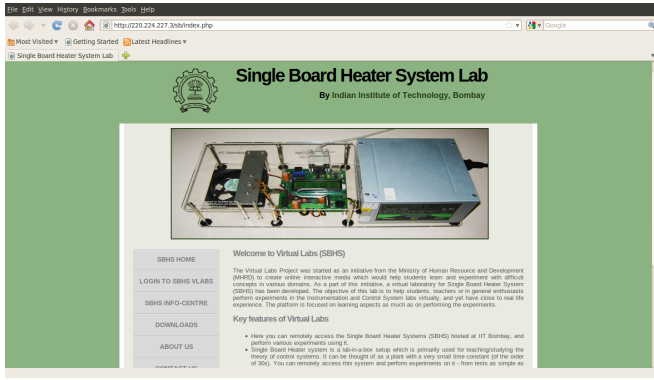 File Edit View History Bookmarks Tools Help
http://220.224.227.3/sb/index.php
Google
Most Visited Getting Started Latest Headlines
Single Board Heater System Lab
Single Board Heater System Lab
By Indian Institute of Technology, Bombay
SBHS HOME
LOGIN TO SBHS VLABS
SBHS INFO-CENTRE
DOWNLOADS
ABOUT US
CONTACT US
Welcome to Virtual Labs (SBHS)
The Virtual Labs Project was started as an initiative from the Ministry of Human Resource and Development
(MHRD) to create online interactive media which would help students learn and experiment with difficult
concepts in various domains. As a part of this initiative, a virtual laboratory for Single Board Heater System
(SBHS) has been developed. The objective of this lab is to help students, teachers or in general enthusiasts
perform experiments in the Instrumentation and Control System labs virtually, and yet have close to real life
experience. The platform is focused on learning aspects as much as on performing the experiments.
Key features of Virtual Labs
Here you can remotely access the Single Board Heater Systems (SBHS) hosted at IIT Bombay, and
perform various experiments using it.
Single Board Heater system is a lab-in-a-box setup which is primarily used for teaching/studying the
theory of control systems. It can be thought of as a plant with a very small time constant (of the order
of 30s). You can remotely access this system and perform experiments on it - from tests as simple as